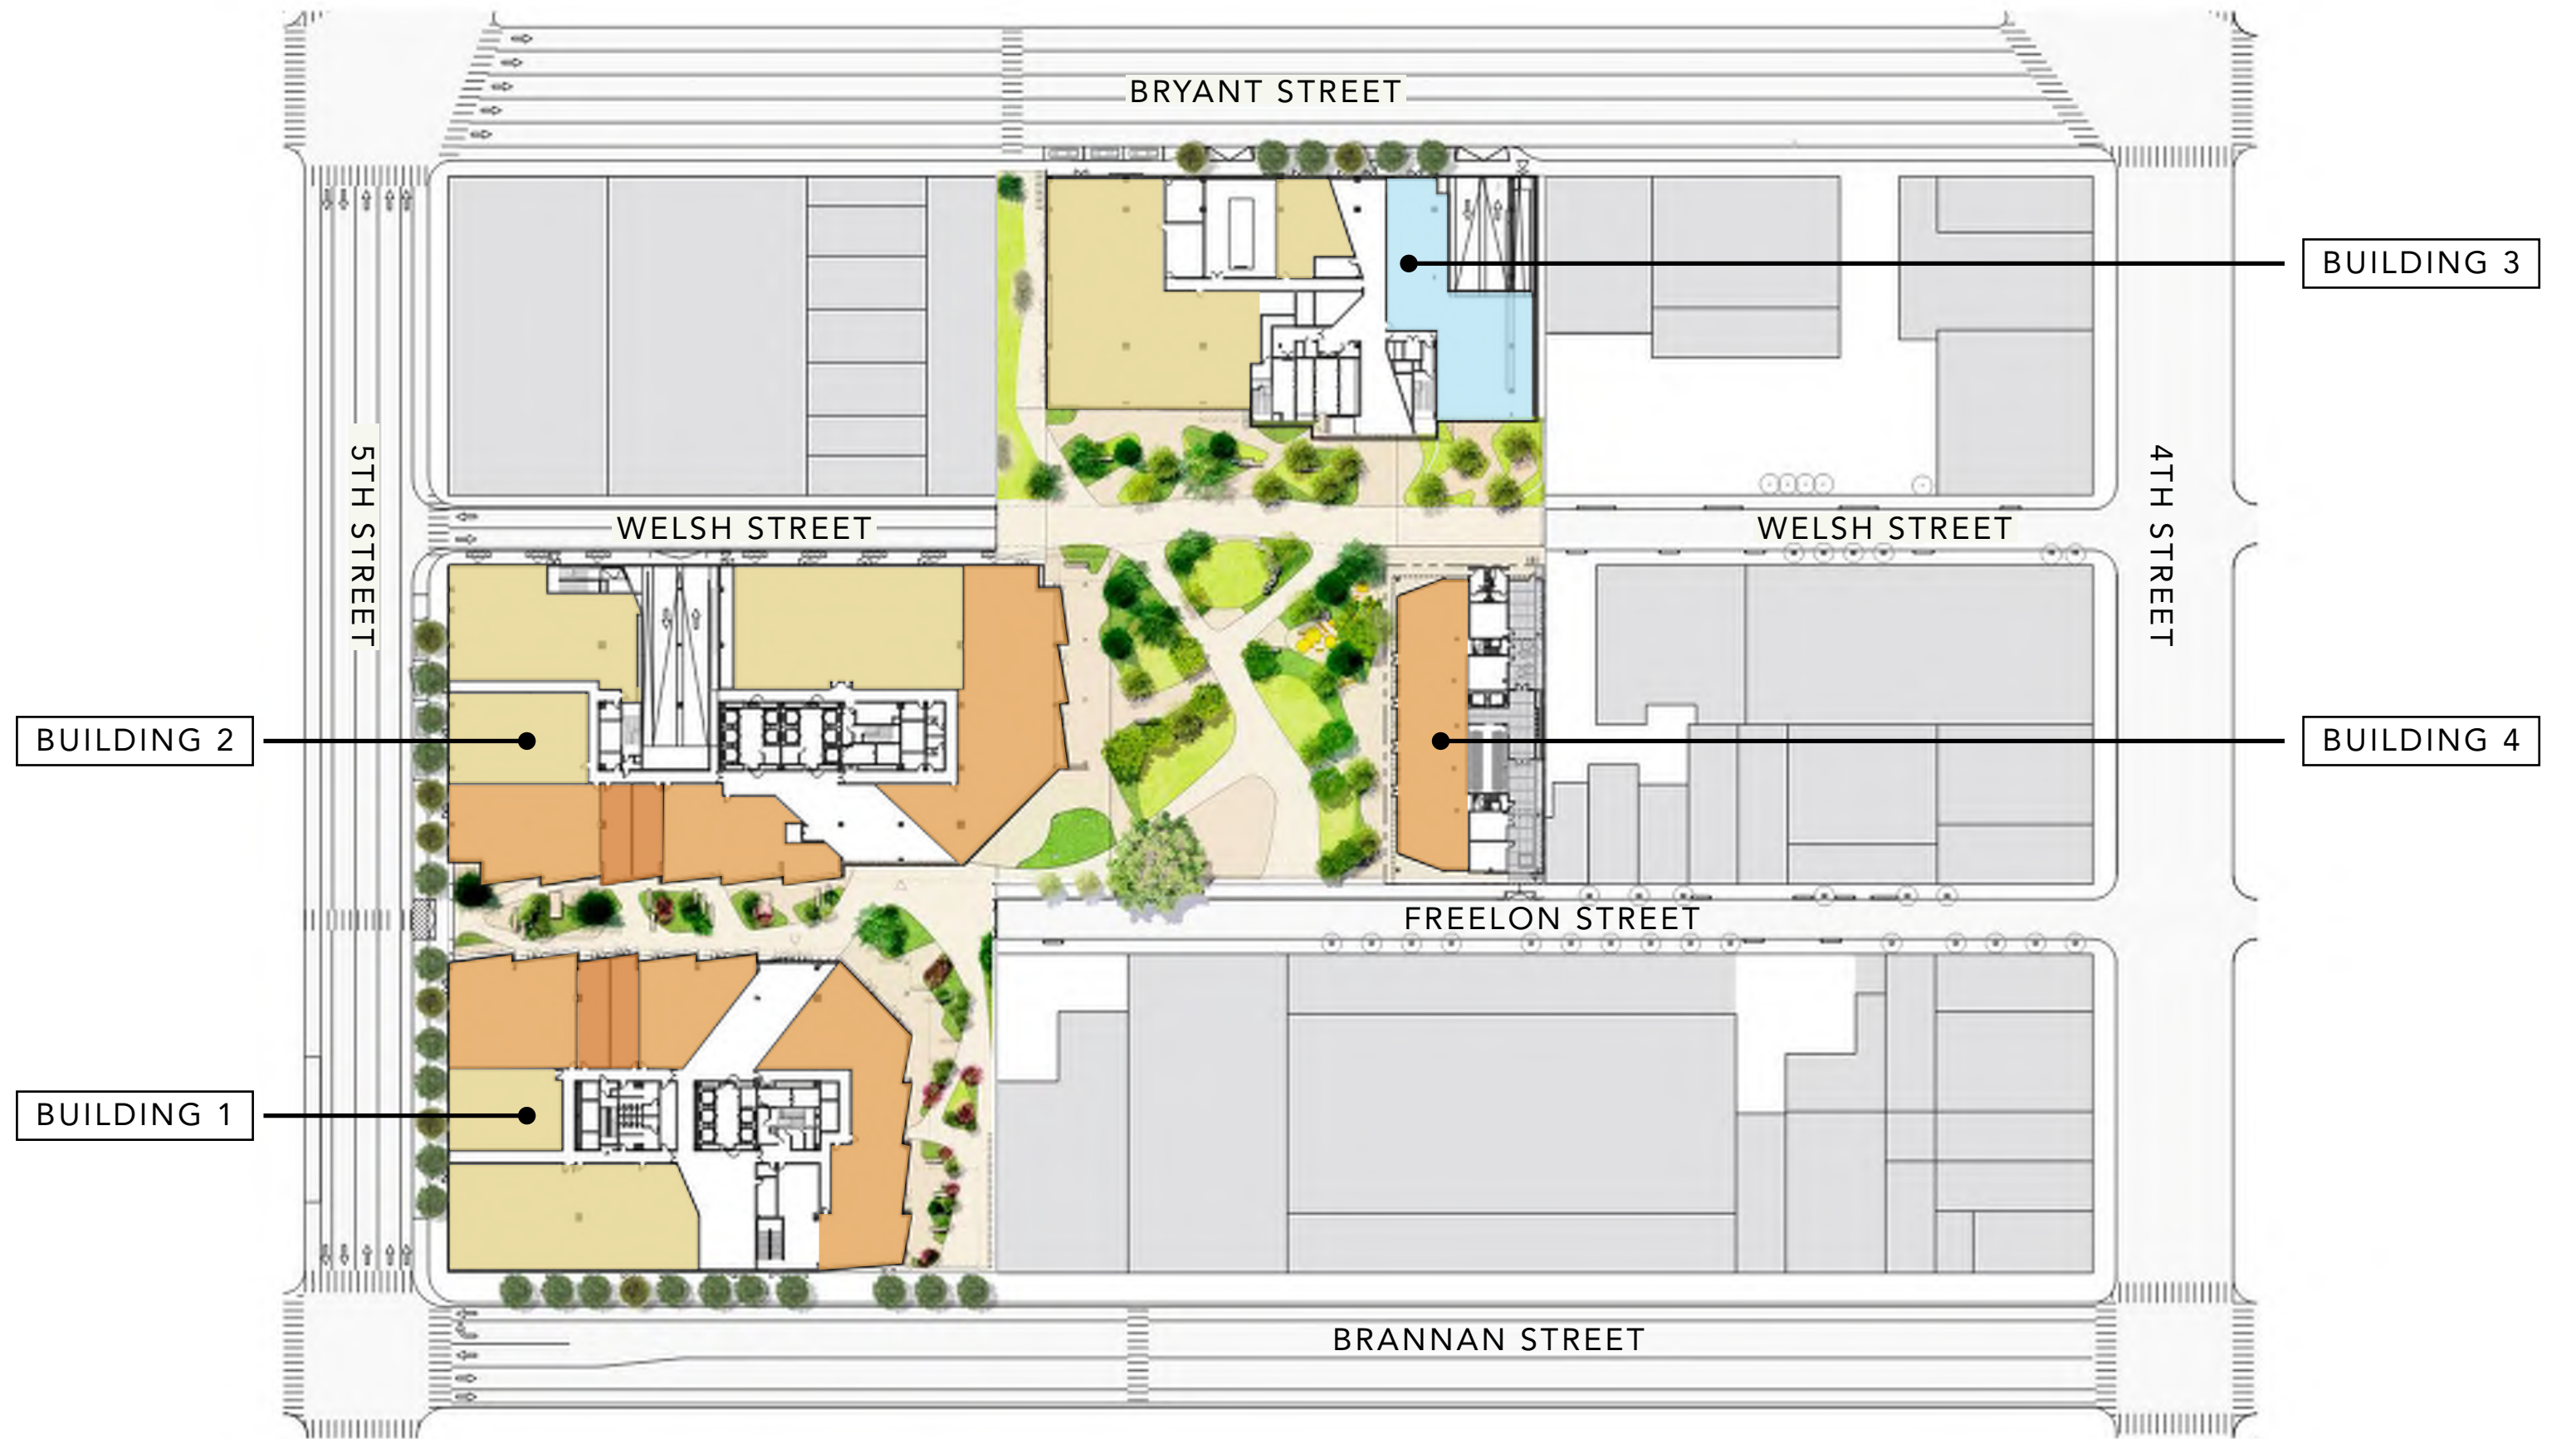 BRYANT STREET
BUILDING 3
5TH STREET
4TH STREET
WELSH STREET
WELSH STREET
BUILDING 2
BUILDING 4
FREELON STREET
BUILDING 1
BRANNAN STREET